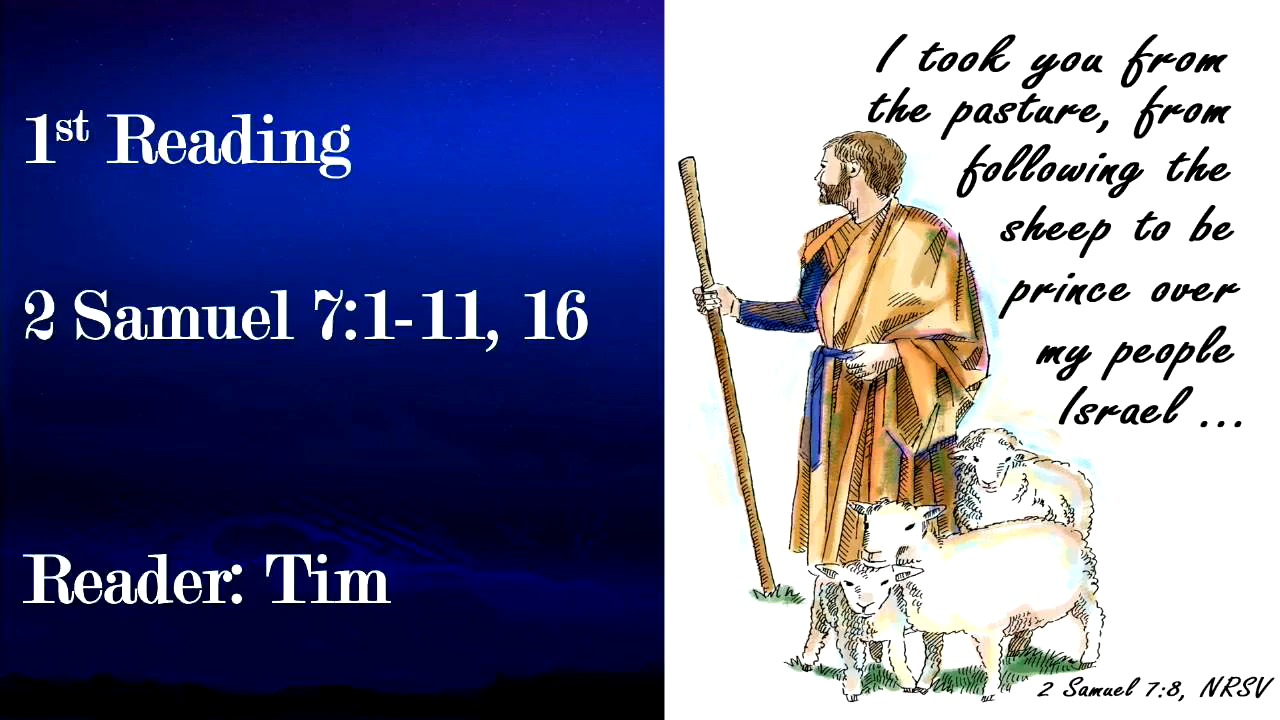 1st Reading
2 Samuel 7:1-11, 16
Reader: Tim
I took you from
the pasture, from
following the
sheep to be
prince over
my people
Israel ...
2 Samuel 7:8, NRSV